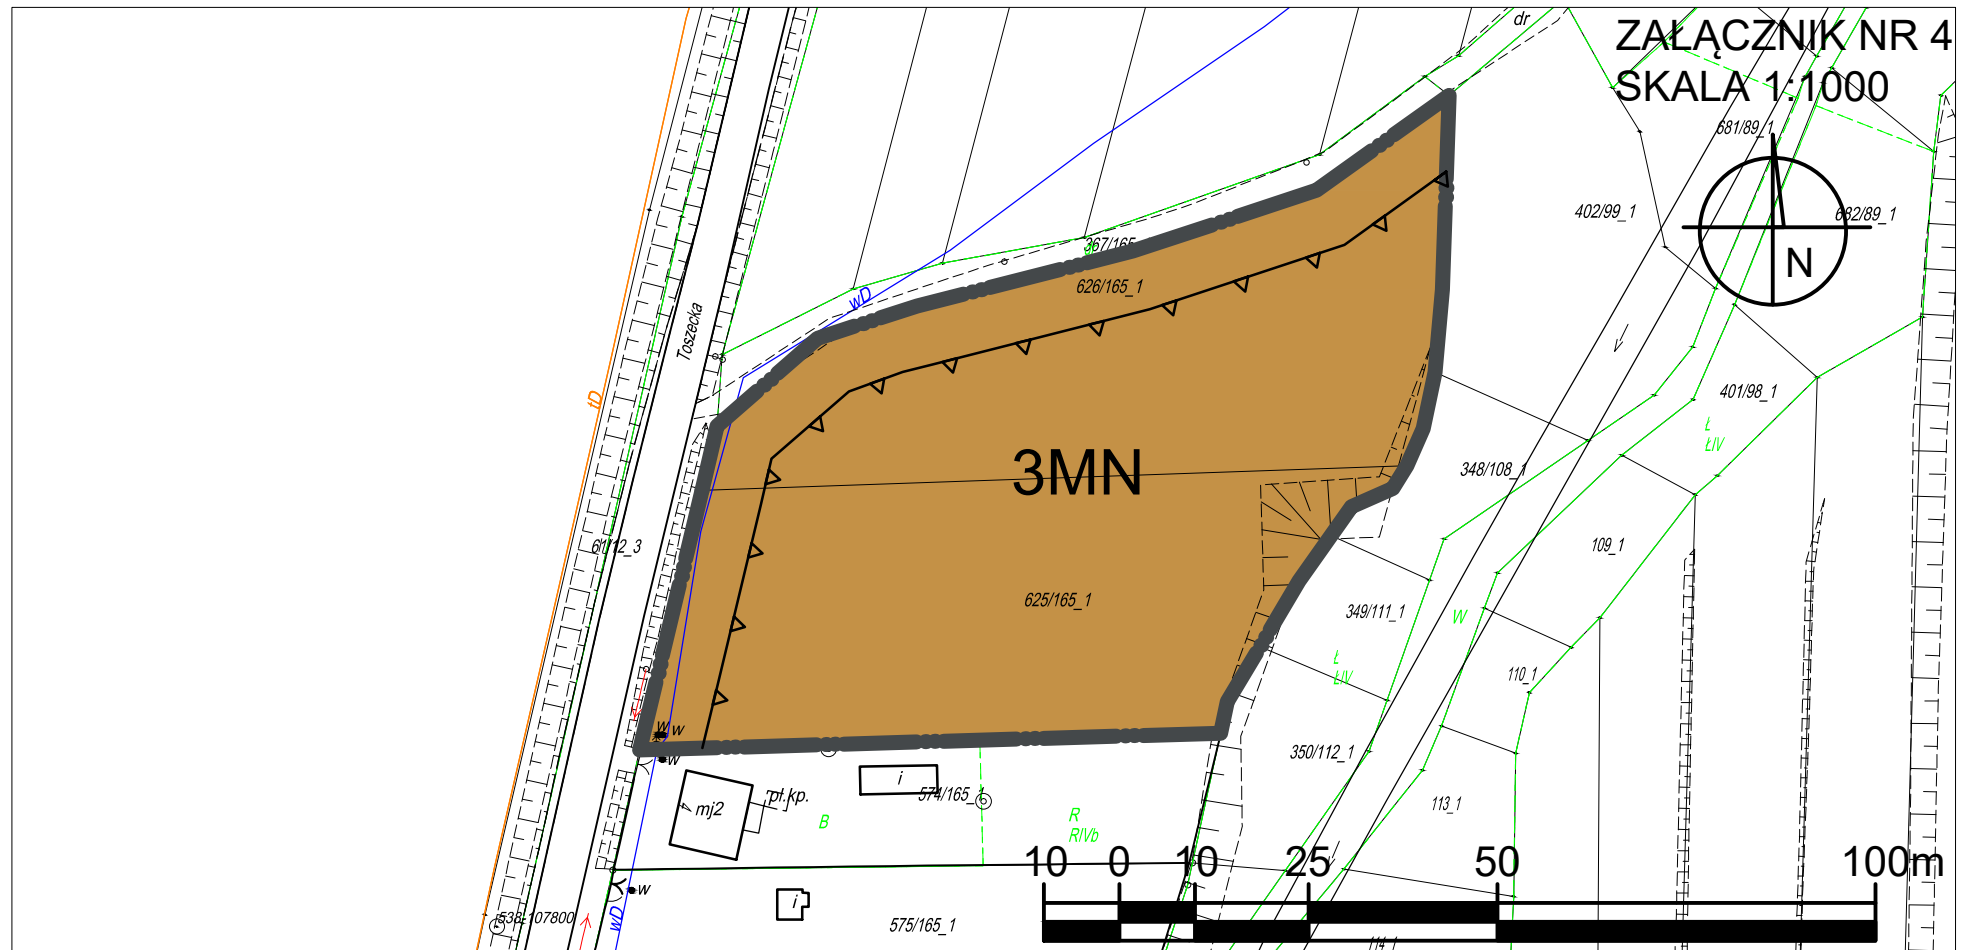 dr
ZAŁĄCZNIK NR 4
SKALA 1:1000
681/89_1
402/99_1
682/89_1
N
367/165
626/165_1
wD
Toszecka
tD
401/98_1
Ł
ŁIV
3MN
348/108_1
61/12_3
109_1
625/165_1
349/111_1
W
Ł
ŁIV
110_1
w w
w
350/112_1
i
574/165_1
pł.kp.
mj2
B
R
RIVb
113_1
10 0 10 25 50 100m
w
i
wD
538-107800
575/165_1